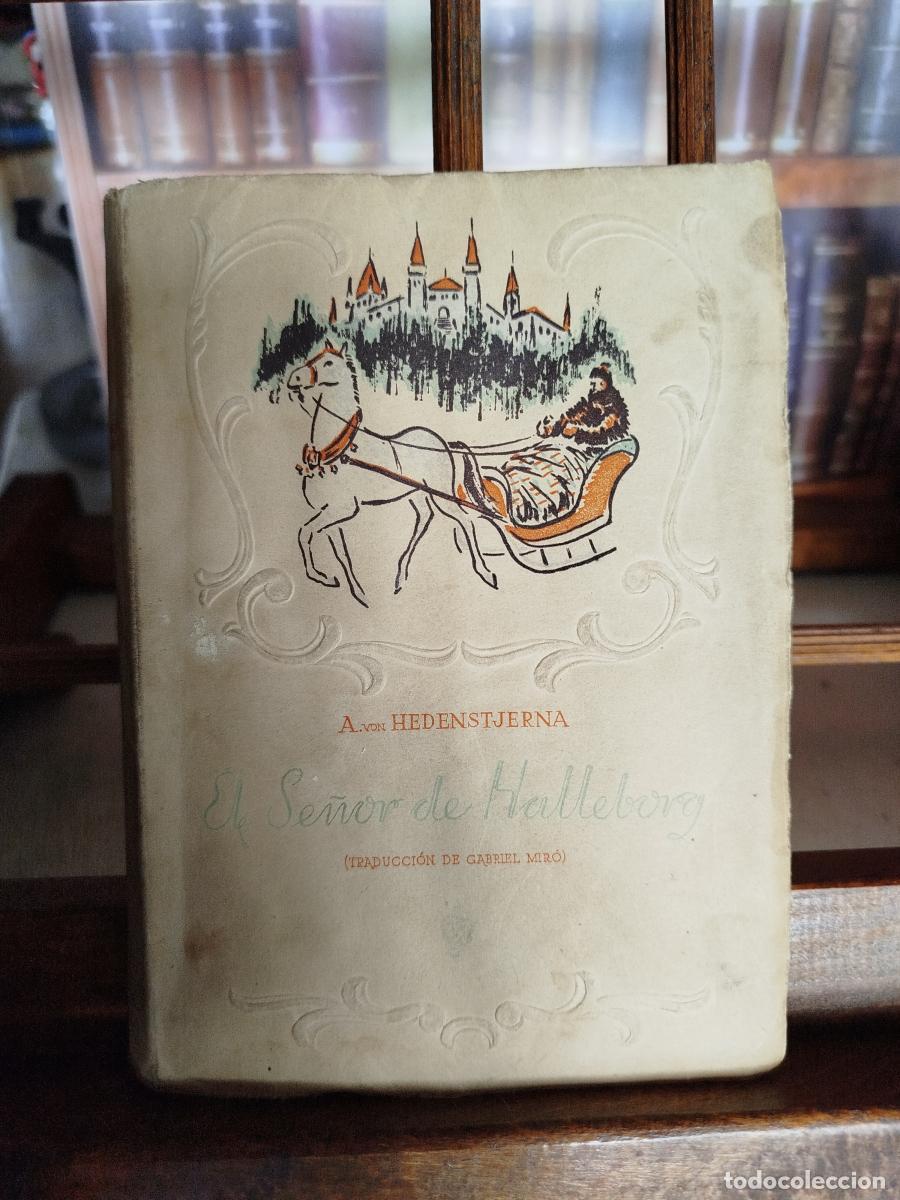 A. VON HEDENSTJERNA
El Señor de Halleborg
(TRADUCCIÓN DE GABRIEL MIRÓ)
todocoleccion